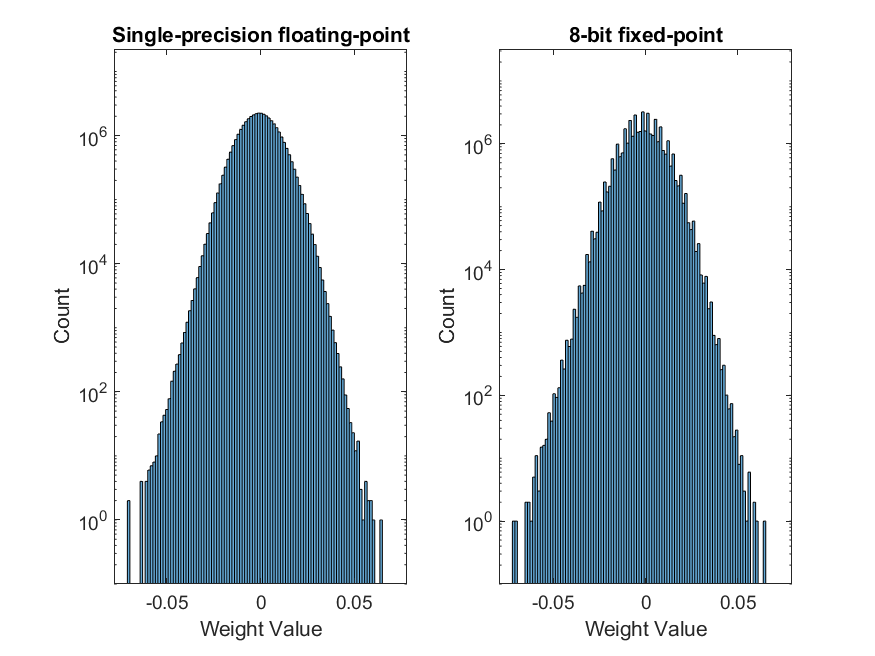 Single-precision floating-point
10^6
10^4
10^2
10^0
Count
-0.05 0 0.05
Weight Value
8-bit fixed-point
10^6
10^4
10^2
10^0
Count
-0.05 0 0.05
Weight Value